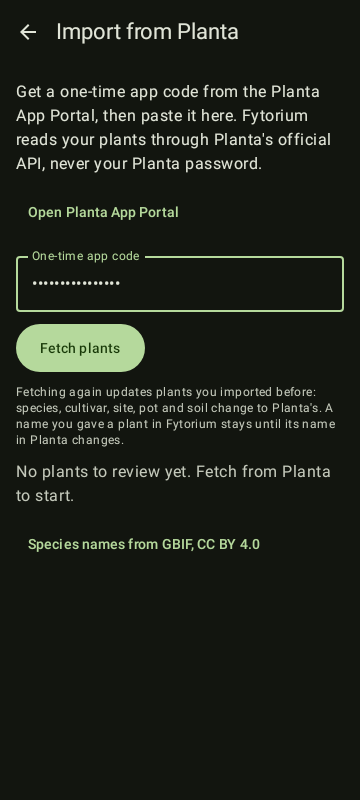 Import from Planta
Get a one-time app code from the Planta
App Portal, then paste it here. Fytorium
reads your plants through Planta's official
API, never your Planta password.
Open Planta App Portal
One-time app code
••••••••••••••••
Fetch plants
Fetching again updates plants you imported before:
species, cultivar, site, pot and soil change to Planta's. A
name you gave a plant in Fytorium stays until its name
in Planta changes.
No plants to review yet. Fetch from Planta
to start.
Species names from GBIF, CC BY 4.0